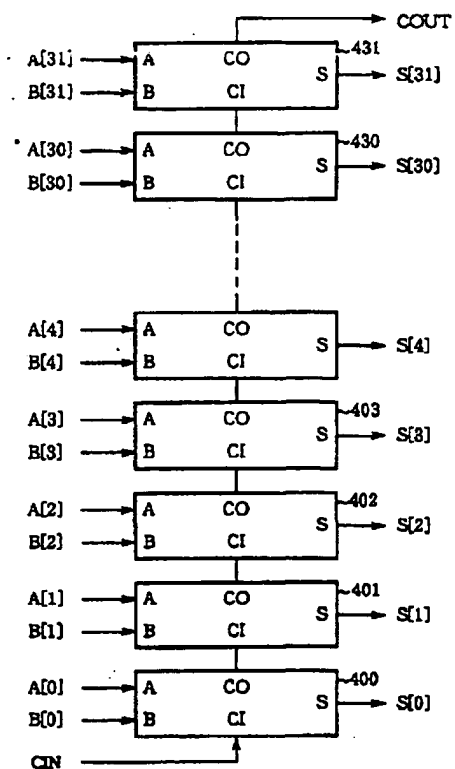 COUT
431
A[31] A CO
S S[31]
B[31] B CI
430
A[30] A CO
S S[30]
B[30] B CI
A[4] A CO
S S[4]
B[4] B CI
403
A[3] A CO
S S[3]
B[3] B CI
402
A[2] A CO
S S[2]
B[2] B CI
401
A[1] A CO
S S[1]
B[1] B CI
400
A[0] A CO
S S[0]
B[0] B CI
CIN